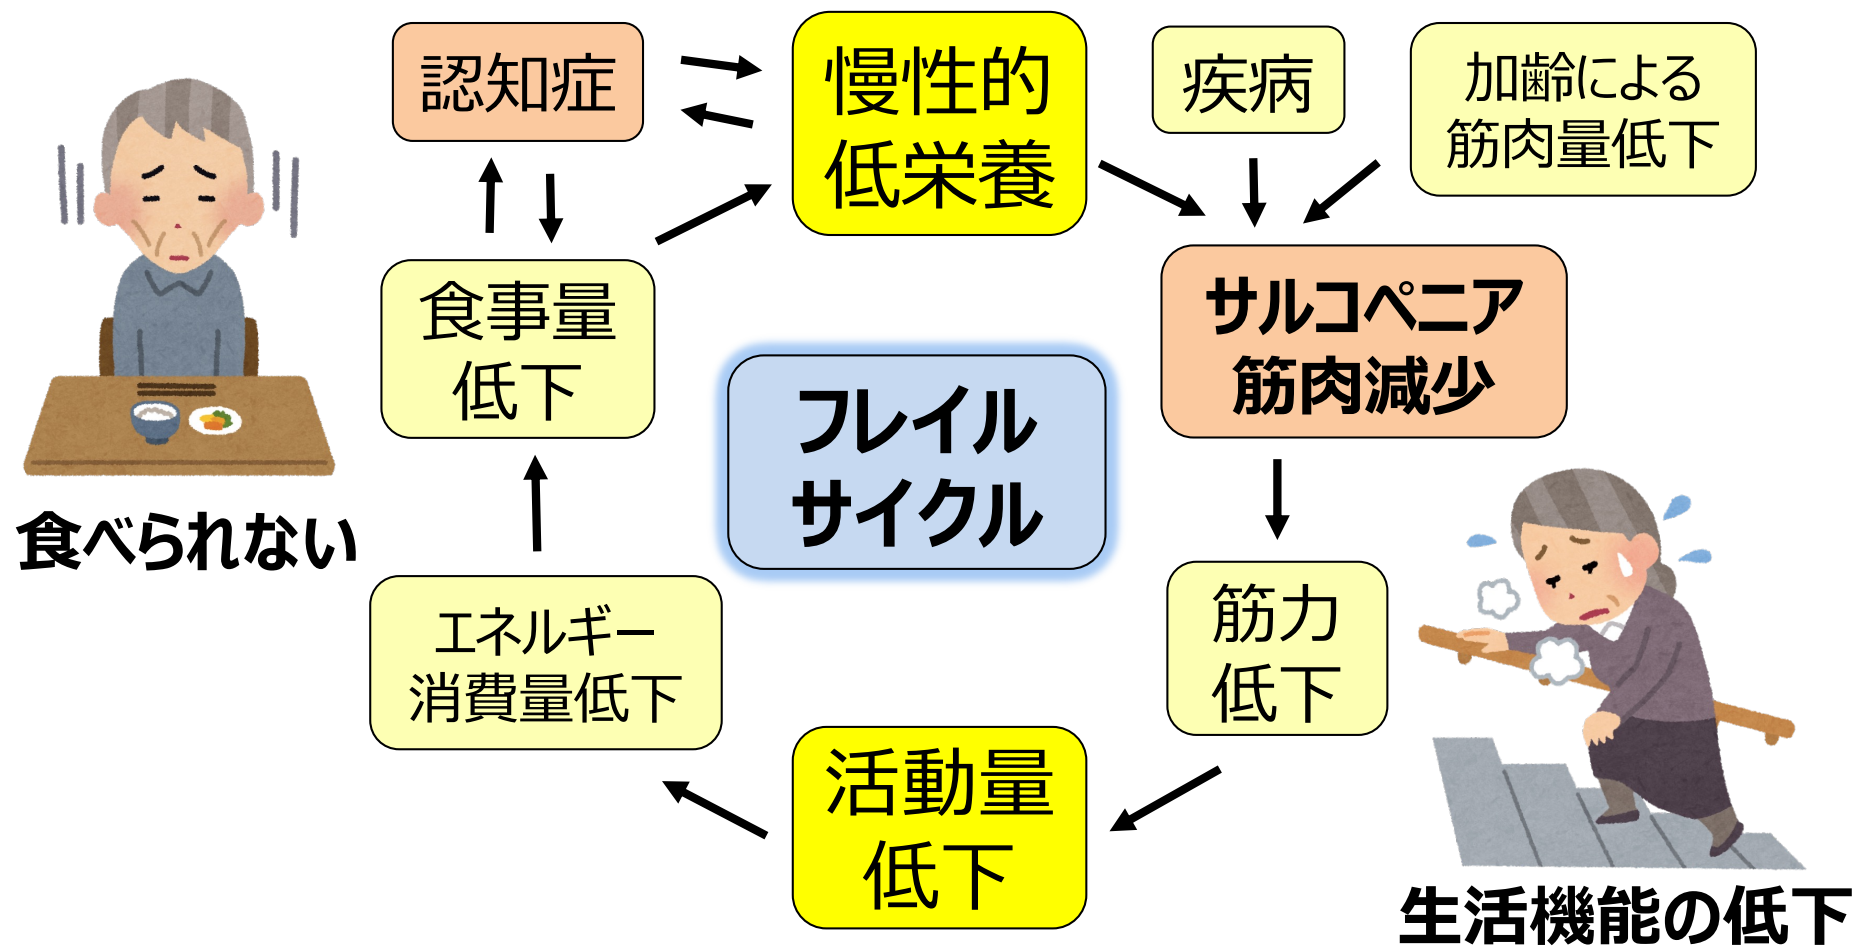 認知症
慢性的
低栄養
疾病
加齢による
筋肉量低下
食事量
低下
サルコペニア
筋肉減少
フレイル
サイクル
食べられない
エネルギー
消費量低下
筋力
低下
活動量
低下
生活機能の低下